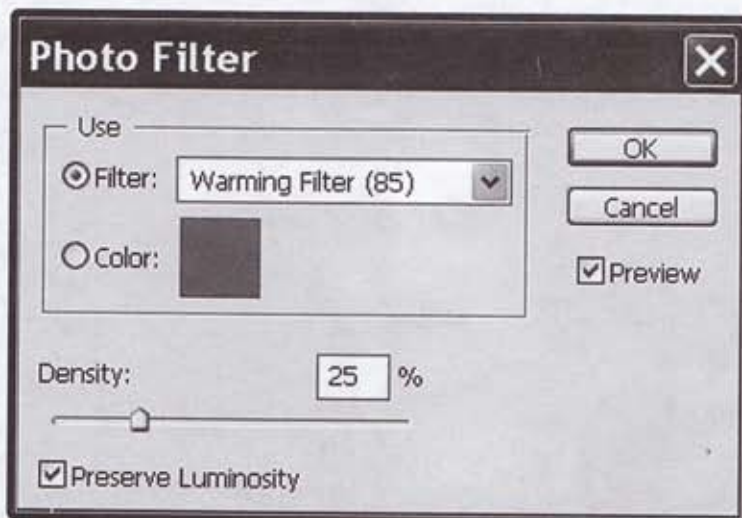 Photo Filter
Use
Filter: Warming Filter (85)
Color:
OK
Cancel
Preview
Density: 25 %
Preserve Luminosity